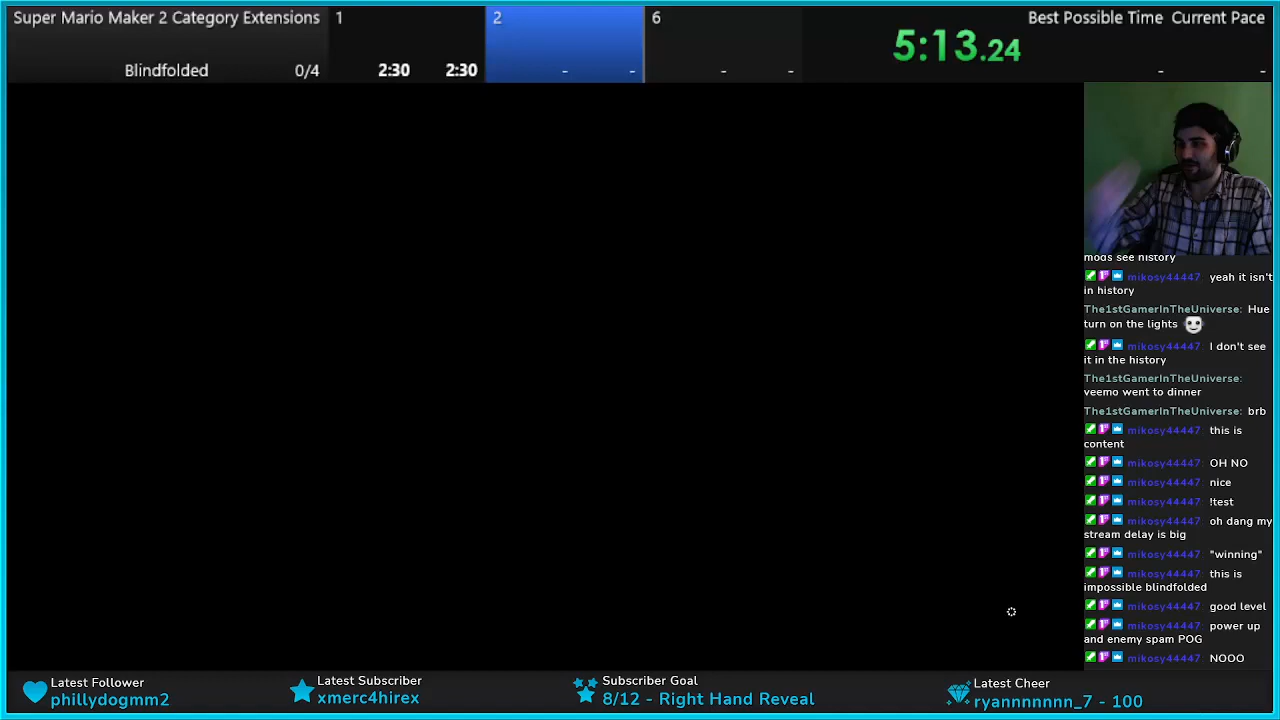 Super Mario Maker 2 Category Extensions
Blindfolded 0/4
1
2:30 2:30
2
- -
6
- -
5:13.24
Best Possible Time Current Pace
- -
mods see history
mikosy44447 yeah it isn't
in history
The1stGamerInTheUniverse: Hue
turn on the lights
mikosy44447 I don't see
it in the history
The1stGamerInTheUniverse:
veemo went to dinner
The1stGamerInTheUniverse: brb
mikosy44447 this is
content
mikosy44447 OH NO
mikosy44447 nice
mikosy44447 !test
mikosy44447 oh dang my
stream delay is big
mikosy44447 "winning"
mikosy44447 this is
impossible blindfolded
mikosy44447 good level
mikosy44447 power up
and enemy spam POG
mikosy44447 NOOO
Latest Follower
phillydogmm2
Latest Subscriber
xmerc4hirex
Subscriber Goal
8/12 - Right Hand Reveal
Latest Cheer
ryannnnnnn_7 - 100